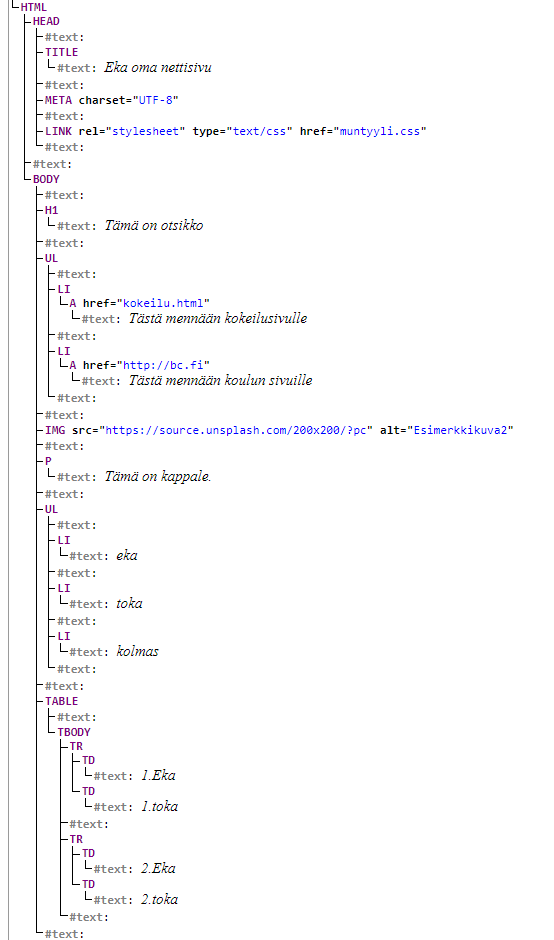 HTML
HEAD
#text:
TITLE
#text: Eka oma nettisivu
#text:
META charset="UTF-8"
#text:
LINK rel="stylesheet" type="text/css" href="muntyyli.css"
#text:
#text:
BODY
#text:
H1
#text: Tämä on otsikko
#text:
UL
#text:
LI
A href="kokeilu.html"
#text: Tästä mennään kokeilusivulle
#text:
LI
A href="http://bc.fi"
#text: Tästä mennään koulun sivuille
#text:
#text:
IMG src="https://source.unsplash.com/200x200/?pc" alt="Esimerkkikuva2"
#text:
P
#text: Tämä on kappale.
#text:
UL
#text:
LI
#text: eka
#text:
LI
#text: toka
#text:
LI
#text: kolmas
#text:
#text:
TABLE
#text:
TBODY
TR
TD
#text: 1.Eka
TD
#text: 1.toka
#text:
TR
TD
#text: 2.Eka
TD
#text: 2.toka
#text:
#text: